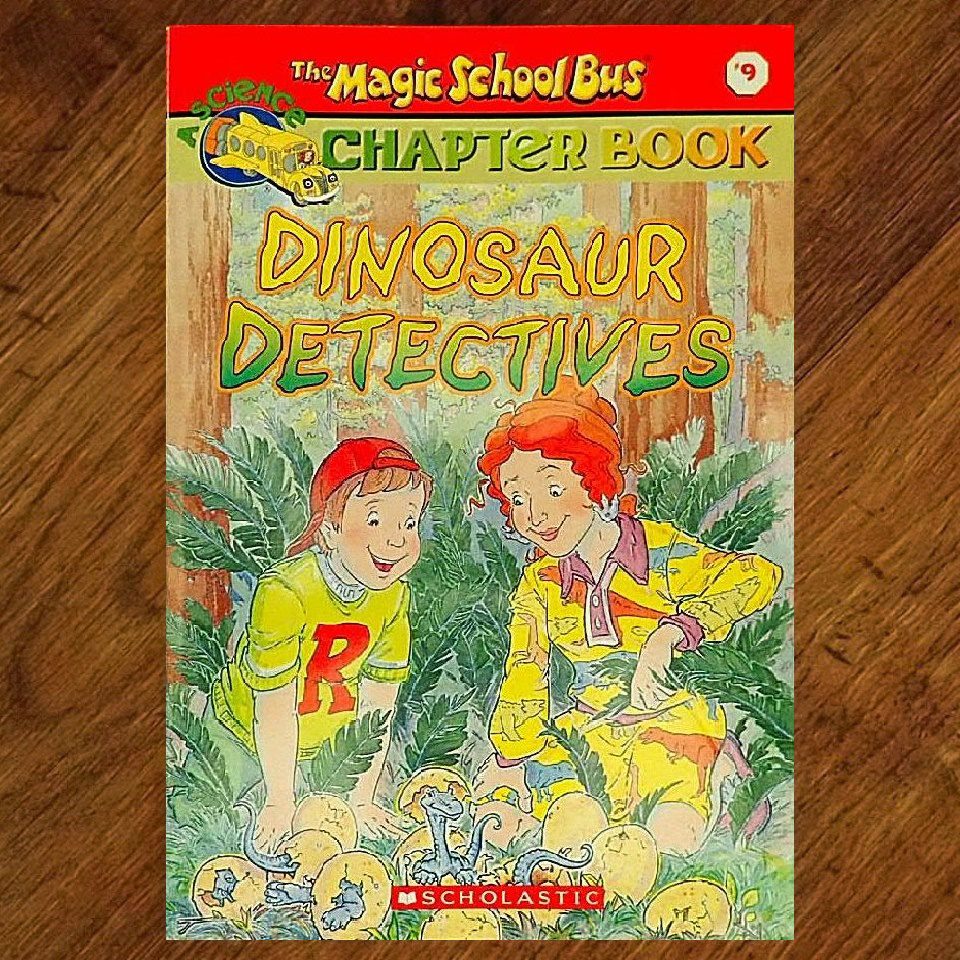 The Magic School Bus
'9
A SCIENCE
CHAPTER BOOK
DINOSAUR
DETECTIVES
R
SCHOLASTIC